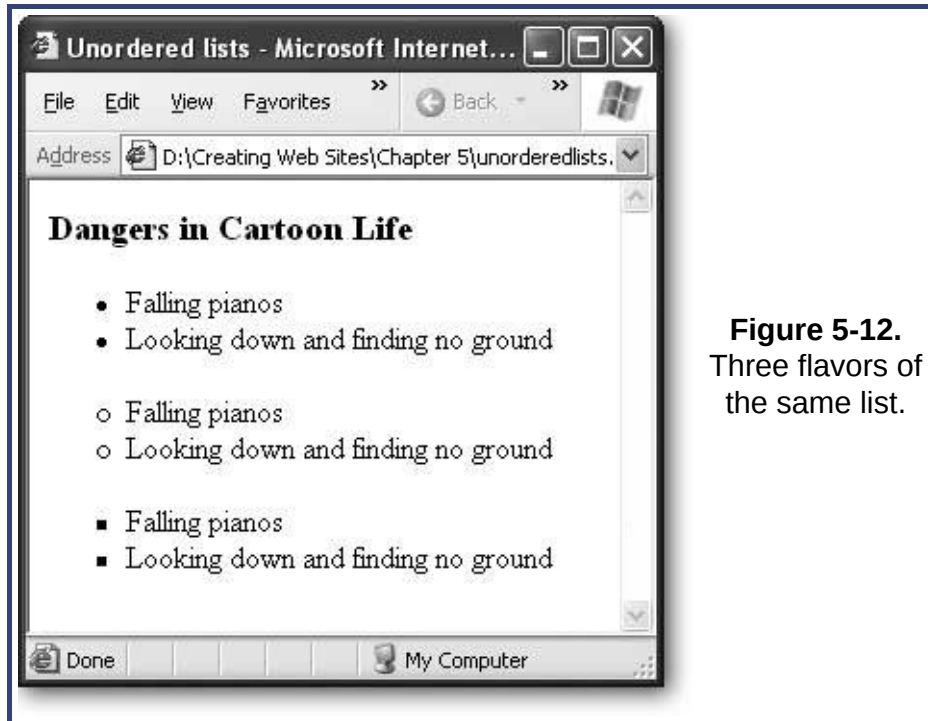 Unordered lists - Microsoft Internet...
File Edit View Favorites » Back »
Address D:\Creating Web Sites\Chapter 5\unorderedlists.
Dangers in Cartoon Life
• Falling pianos
• Looking down and finding no ground
○ Falling pianos
○ Looking down and finding no ground
▪ Falling pianos
▪ Looking down and finding no ground
Done My Computer
Figure 5-12.
Three flavors of
the same list.